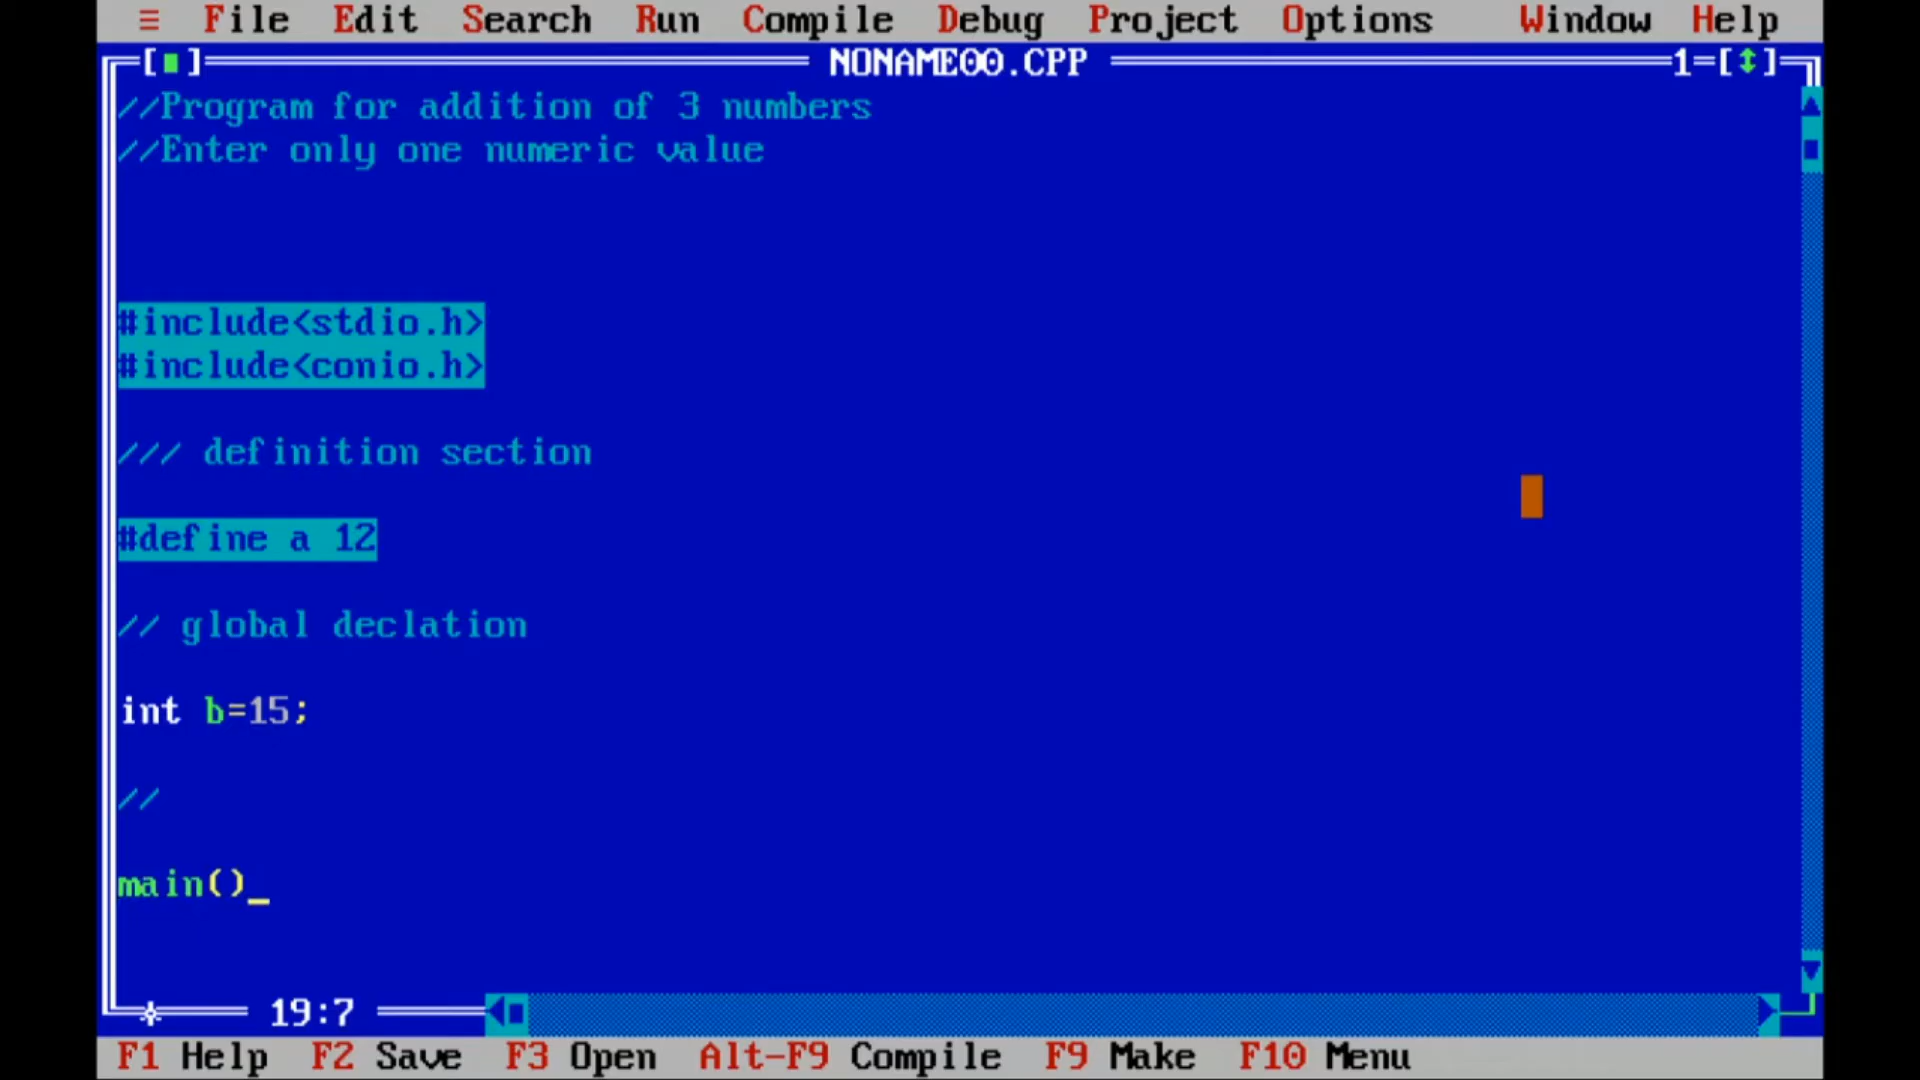 ≡ File Edit Search Run Compile Debug Project Options Window Help
[■] NONAME00.CPP 1=[↕]
//Program for addition of 3 numbers
//Enter only one numeric value
#include<stdio.h>
#include<conio.h>
/// definition section
#define a 12
// global declation
int b=15;
//
main()_
19:7
F1 Help F2 Save F3 Open Alt-F9 Compile F9 Make F10 Menu